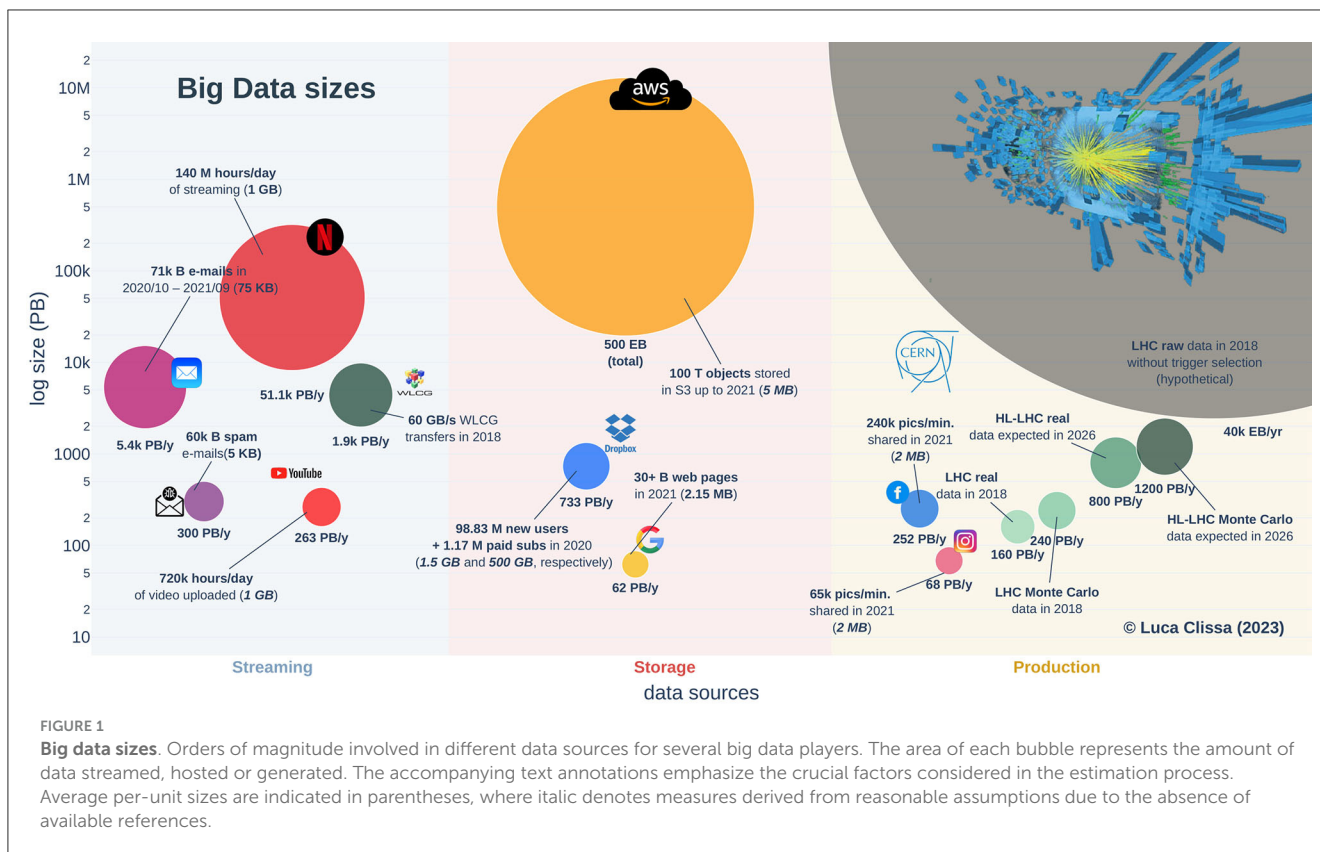 Big Data sizes
log size (PB)
2
10M
5
2
1M
5
2
100k
5
2
10k
5
2
1000
5
2
100
5
2
10
140 M hours/day
of streaming (1 GB)
N
71k B e-mails in
2020/10 – 2021/09 (75 KB)
5.4k PB/y
51.1k PB/y
WLCG
60 GB/s WLCG
transfers in 2018
1.9k PB/y
60k B spam
e-mails(5 KB)
300 PB/y
YouTube
263 PB/y
720k hours/day
of video uploaded (1 GB)
aws
500 EB
(total)
100 T objects stored
in S3 up to 2021 (5 MB)
Dropbox
733 PB/y
30+ B web pages
in 2021 (2.15 MB)
98.83 M new users
+ 1.17 M paid subs in 2020
(1.5 GB and 500 GB, respectively)
G
62 PB/y
LHC raw data in 2018
without trigger selection
(hypothetical)
40k EB/yr
CERN
240k pics/min.
shared in 2021
(2 MB)
f
252 PB/y
HL-LHC real
data expected in 2026
800 PB/y
1200 PB/y
LHC real
data in 2018
160 PB/y
240 PB/y
HL-LHC Monte Carlo
data expected in 2026
68 PB/y
65k pics/min.
shared in 2021
(2 MB)
LHC Monte Carlo
data in 2018
© Luca Clissa (2023)
Streaming
Storage
Production
data sources
FIGURE 1
Big data sizes. Orders of magnitude involved in different data sources for several big data players. The area of each bubble represents the amount of
data streamed, hosted or generated. The accompanying text annotations emphasize the crucial factors considered in the estimation process.
Average per-unit sizes are indicated in parentheses, where italic denotes measures derived from reasonable assumptions due to the absence of
available references.